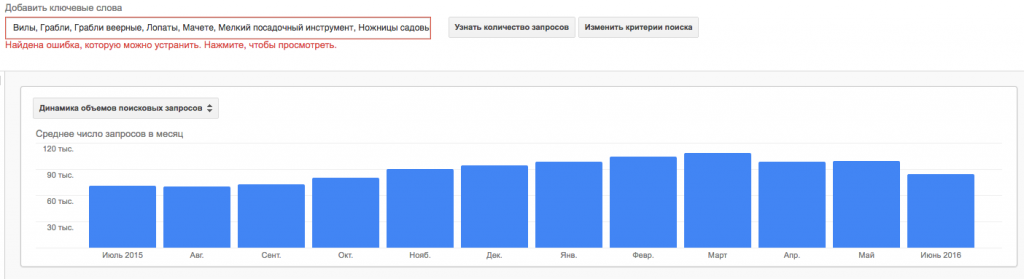 Добавить ключевые слова
Вилы, Грабли, Грабли веерные, Лопаты, Мачете, Мелкий посадочный инструмент, Ножницы садовы
Узнать количество запросов
Изменить критерии поиска
Найдена ошибка, которую можно устранить. Нажмите, чтобы просмотреть.
Динамика объемов поисковых запросов
Среднее число запросов в месяц
120 тыс.
90 тыс.
60 тыс.
30 тыс.
Июль 2015 Авг. Сент. Окт. Нояб. Дек. Янв. Февр. Март Апр. Май Июнь 2016